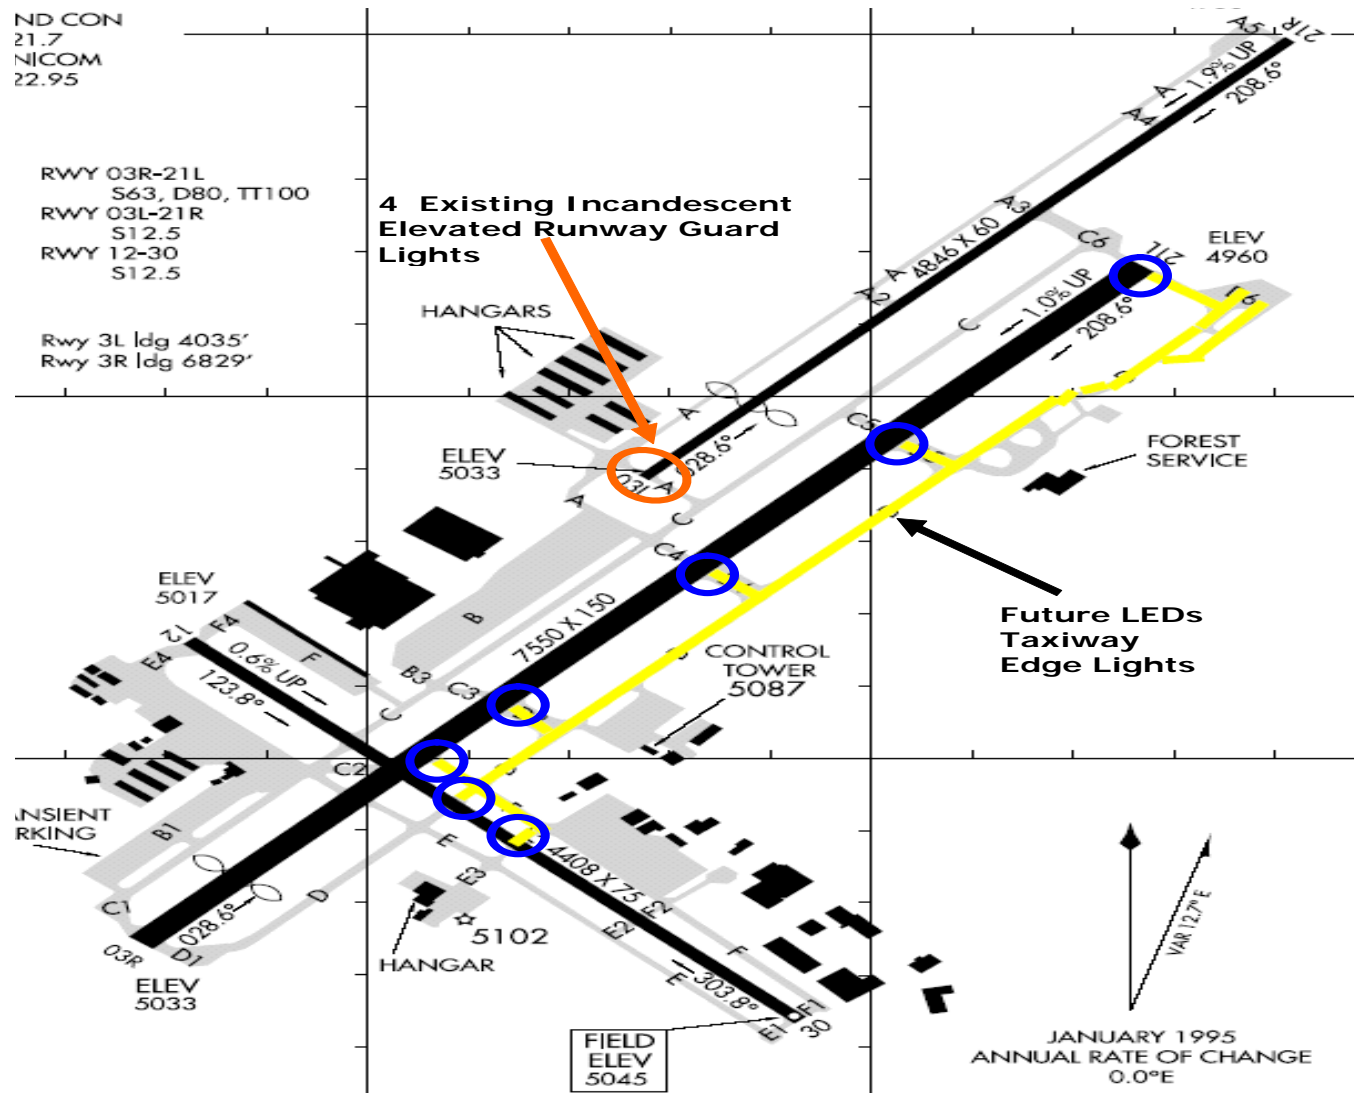 ND CON
21.7
NICOM
22.95
RWY 03R-21L
S63, D80, TT100
RWY 03L-21R
S12.5
RWY 12-30
S12.5
Rwy 3L ldg 4035'
Rwy 3R ldg 6829'
4 Existing Incandescent
Elevated Runway Guard
Lights
HANGARS
A5
21R
A
1.9% UP
208.6°
A4
A3
4846 X 60
A
A2
C6
21L
ELEV
4960
1.0% UP
208.6°
C
A
028.6°
C5
FOREST
SERVICE
ELEV
5033
03L
A
A
C
C4
Future LEDs
Taxiway
Edge Lights
ELEV
5017
12
F4
E4
F
0.6% UP
123.8°
B
B3
C3
C
7550 X 150
CONTROL
TOWER
5087
C2
ANSIENT
RKING
B1
E
E3
4408 X 75
F2
E2
F
C1
028.6°
D
03R
D1
ELEV
5033
5102
HANGAR
303.8°
E
E1
F1
30
FIELD
ELEV
5045
VAR 12.7° E
JANUARY 1995
ANNUAL RATE OF CHANGE
0.0°E